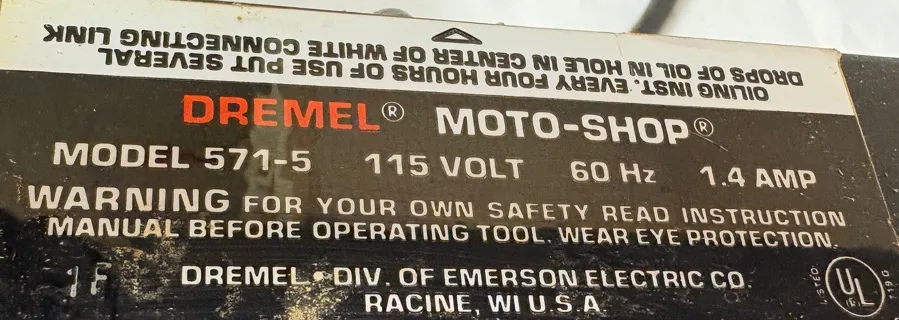 OILING INST. EVERY FOUR HOURS OF USE PUT SEVERAL
DROPS OF OIL IN HOLE IN CENTER OF WHITE CONNECTING LINK
DREMEL® MOTO-SHOP®
MODEL 571-5 115 VOLT 60 Hz 1.4 AMP
WARNING FOR YOUR OWN SAFETY READ INSTRUCTION
MANUAL BEFORE OPERATING TOOL. WEAR EYE PROTECTION.
1F
DREMEL • DIV. OF EMERSON ELECTRIC CO.
RACINE, WI U.S.A
LISTED UL 119D